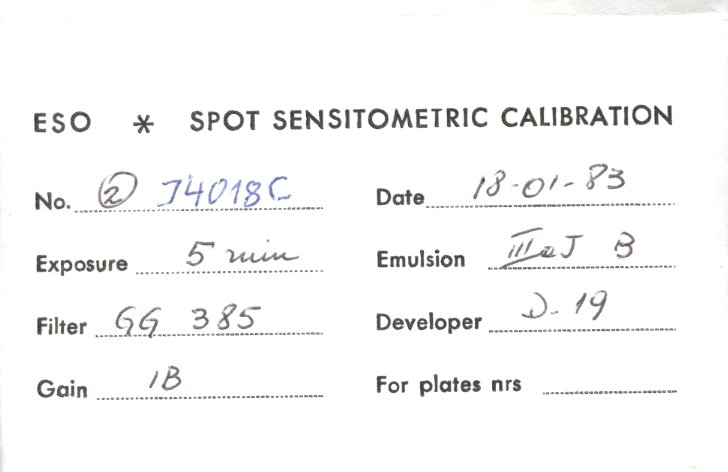 ESO * SPOT SENSITOMETRIC CALIBRATION
No. ② J4018C Date 18-01-83
Exposure 5 min Emulsion IIIaJ B
Filter GG 385 Developer D-19
Gain 1B For plates nrs